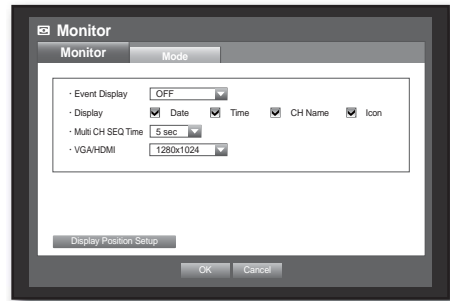 Monitor
Monitor Mode
· Event Display OFF
· Display Date Time CH Name Icon
· Multi CH SEQ Time 5 sec
· VGA/HDMI 1280x1024
Display Position Setup
OK Cancel